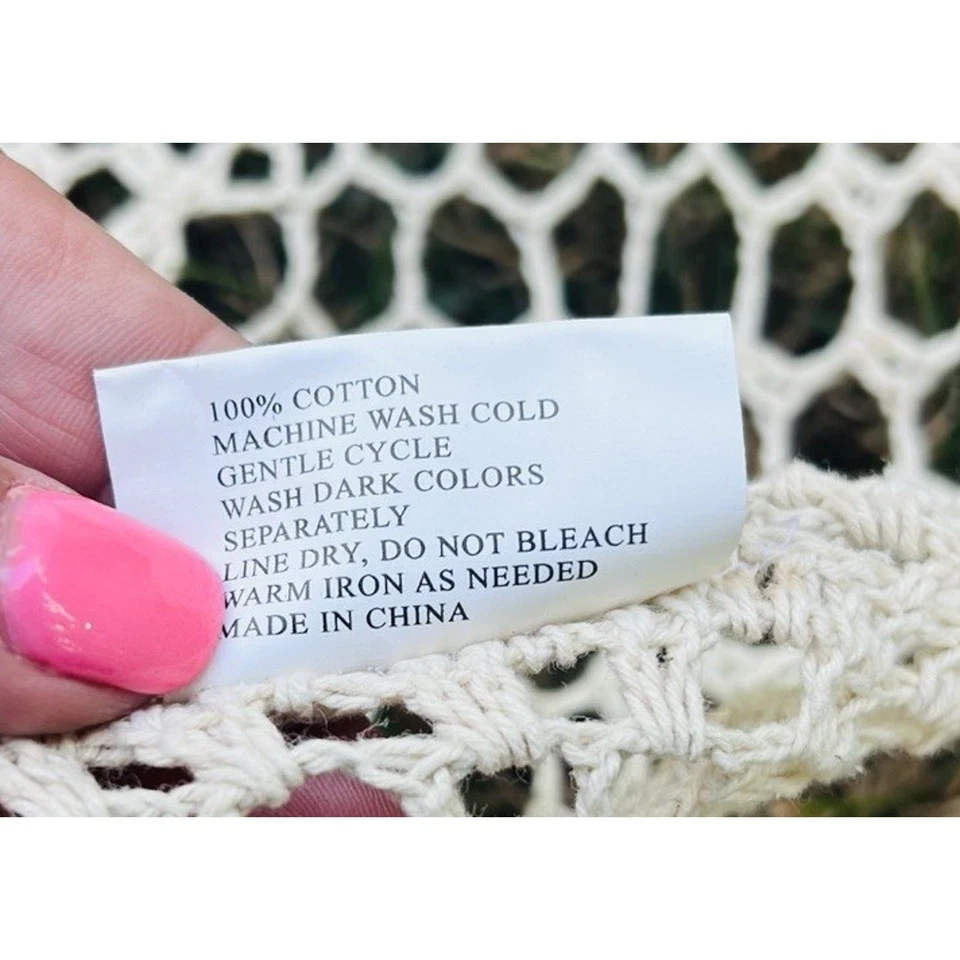 100% COTTON
MACHINE WASH COLD
GENTLE CYCLE
WASH DARK COLORS
SEPARATELY
LINE DRY, DO NOT BLEACH
WARM IRON AS NEEDED
MADE IN CHINA